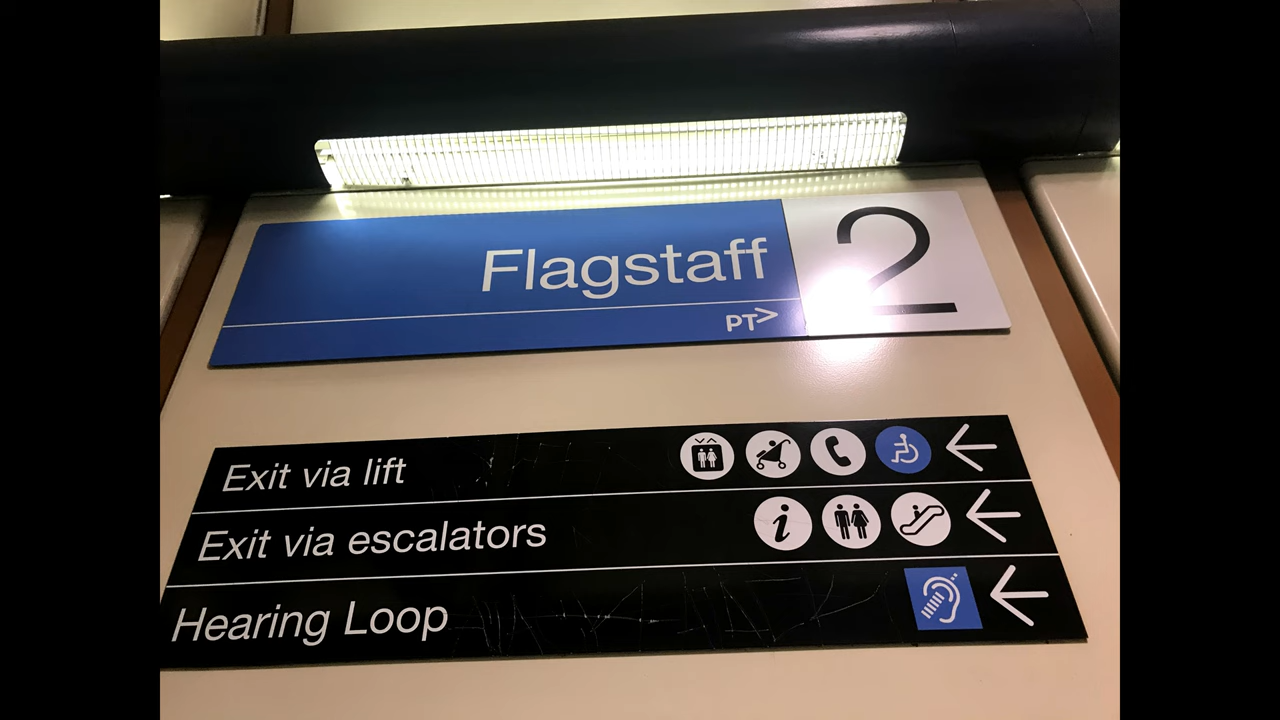 Flagstaff 2
PT>
Exit via lift
Exit via escalators
Hearing Loop